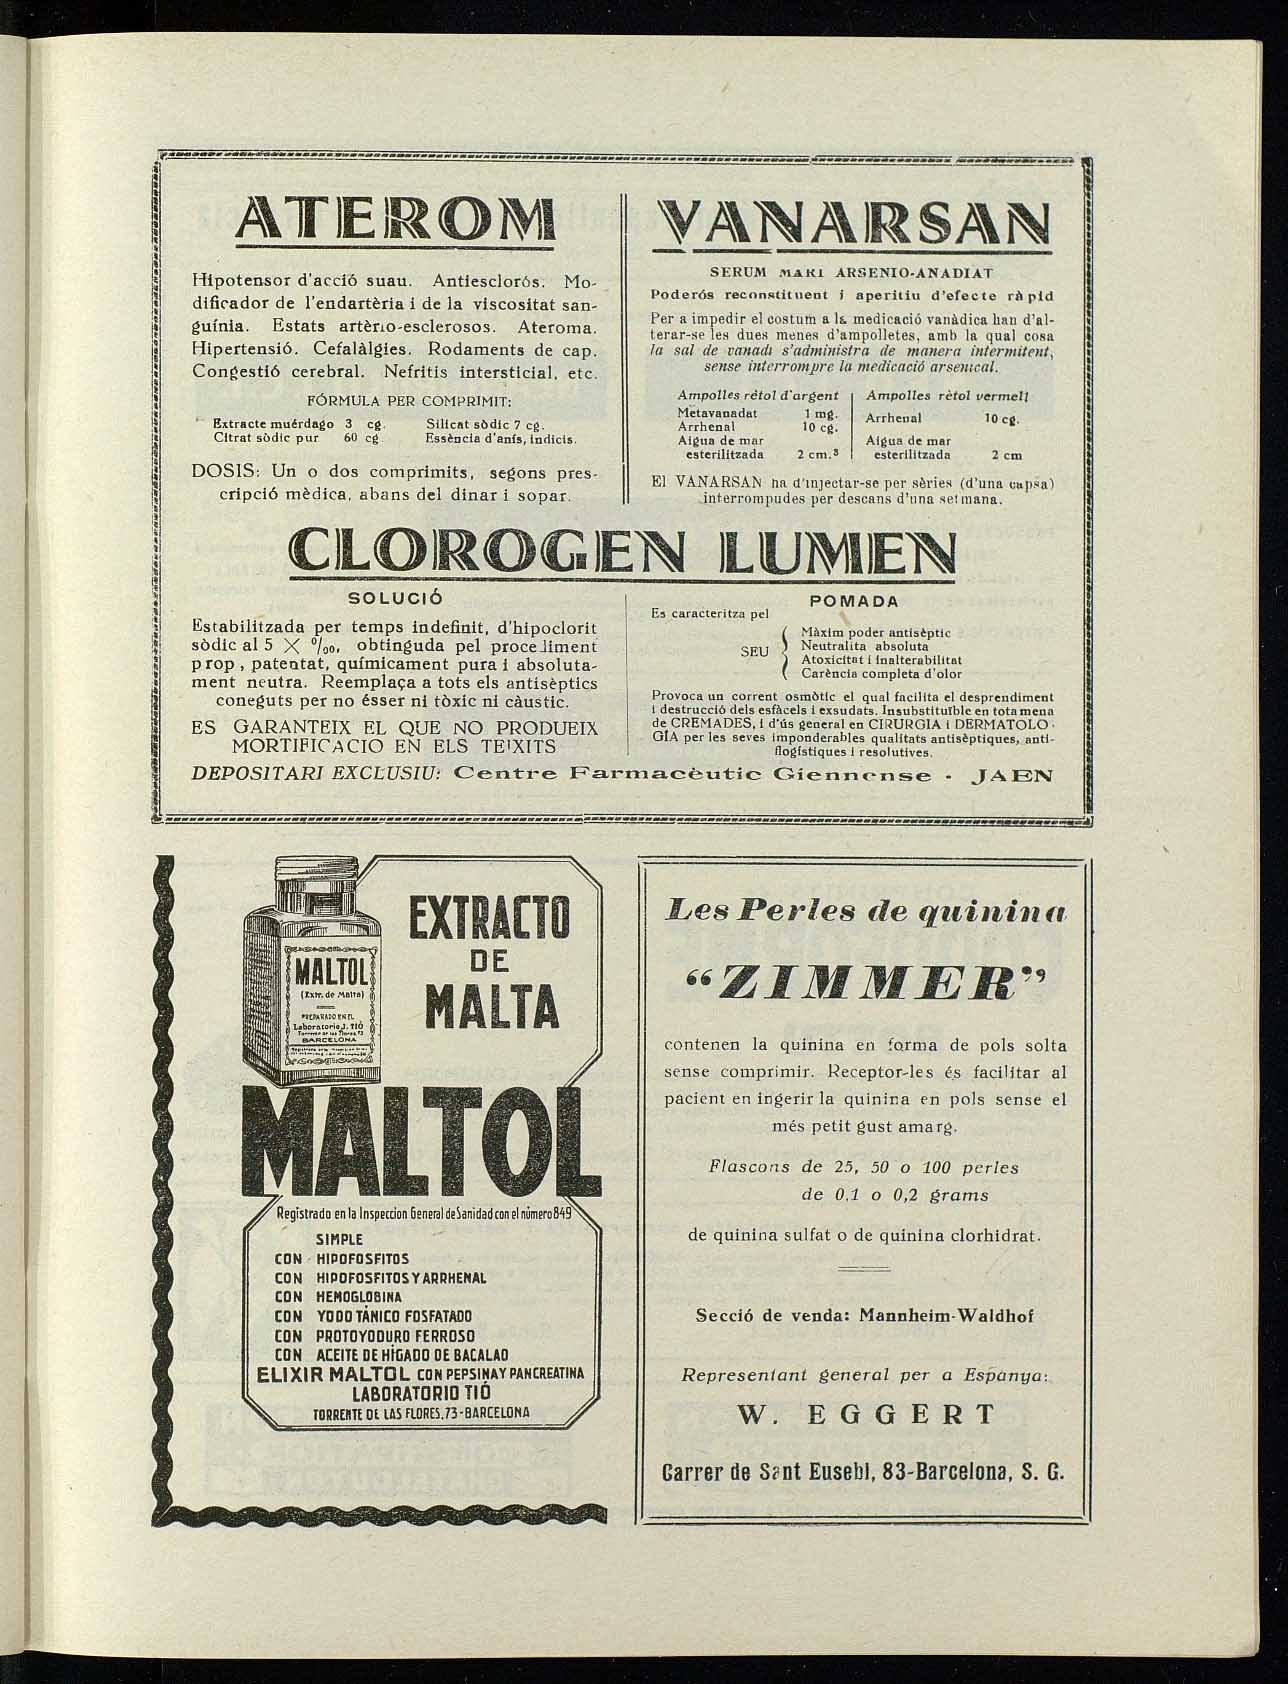 ATEROM
Hipotensor d'acció suau. Antiesclorós. Mo-
dificador de l'endartèria i de la viscositat san-
guínia. Estats artèrio-esclerosos. Ateroma.
Hipertensió. Cefalàlgies. Rodaments de cap.
Congestió cerebral. Nefritis intersticial, etc.
FÓRMULA PER COMPRIMIT:
Extracte muérdago 3 cg. Silicat sòdic 7 cg.
Citrat sòdic pur 60 cg Essència d'anís, indicis.
DOSIS: Un o dos comprimits, segons pres-
cripció mèdica, abans del dinar i sopar.
VANARSAN
SERUM MARI ARSENIO-ANADIAT
Poderós reconstituent i aperitiu d'efecte ràpid
Per a impedir el costum a la medicació vanàdica han d'al-
terar-se les dues menes d'ampolletes, amb la qual cosa
la sal de vanadi s'administra de manera intermitent,
sense interrompre la medicació arsenical.
Ampolles rètol d'argent
Metavanadat 1 mg.
Arrhenal 10 cg.
Aigua de mar
esterilitzada 2 cm.³
Ampolles rètol vermell
Arrhenal 10 cg.
Aigua de mar
esterilitzada 2 cm
El VANARSAN ha d'injectar-se per sèries (d'una capsa)
interrompudes per descans d'una setmana.
CLOROGEN LUMEN
SOLUCIÓ
Estabilitzada per temps indefinit, d'hipoclorit
sòdic al 5 X ⁰/₀₀, obtinguda pel procediment
prop, patentat, químicament pura i absoluta-
ment neutra. Reemplaça a tots els antisèptics
coneguts per no ésser ni tòxic ni càustic.
ES GARANTEIX EL QUE NO PRODUEIX
MORTIFICACIO EN ELS TEIXITS
POMADA
Es caracteritza pel
SEU
Màxim poder antisèptic
Neutralita absoluta
Atoxicitat i inalterabilitat
Carència completa d'olor
Provoca un corrent osmòtic el qual facilita el desprendiment
i destrucció dels esfàcels i exsudats. Insubstituïble en tota mena
de CREMADES, i d'ús general en CIRURGIA i DERMATOLO-
GIA per les seves imponderables qualitats antisèptiques, anti-
flogístiques i resolutives.
DEPOSITARI EXCLUSIU: Centre Farmacèutic Giennense - JAEN
EXTRACTO
DE
MALTA
MALTOL
(Extr. de Malta)
PREPARADO EN EL
Laboratorio J. TIÓ
Torrente de las Flores, 73
BARCELONA
MALTOL
Registrado en la Inspeccion General de Sanidad con el número 849
SIMPLE
CON HIPOFOSFITOS
CON HIPOFOSFITOS Y ARRHENAL
CON HEMOGLOBINA
CON YODO TÁNICO FOSFATADO
CON PROTOYODURO FERROSO
CON ACEITE DE HÍGADO DE BACALAO
ELIXIR MALTOL CON PEPSINA Y PANCREATINA
LABORATORIO TIÓ
TORRENTE DE LAS FLORES, 73-BARCELONA
Les Perles de quinina
"ZIMMER"
contenen la quinina en forma de pols solta
sense comprimir. Receptor-les és facilitar al
pacient en ingerir la quinina en pols sense el
més petit gust amarg.
Flascons de 25, 50 o 100 perles
de 0,1 o 0,2 grams
de quinina sulfat o de quinina clorhidrat.
Secció de venda: Mannheim-Waldhof
Representant general per a Espanya:
W. EGGERT
Carrer de Sant Eusebi, 83-Barcelona, S. G.